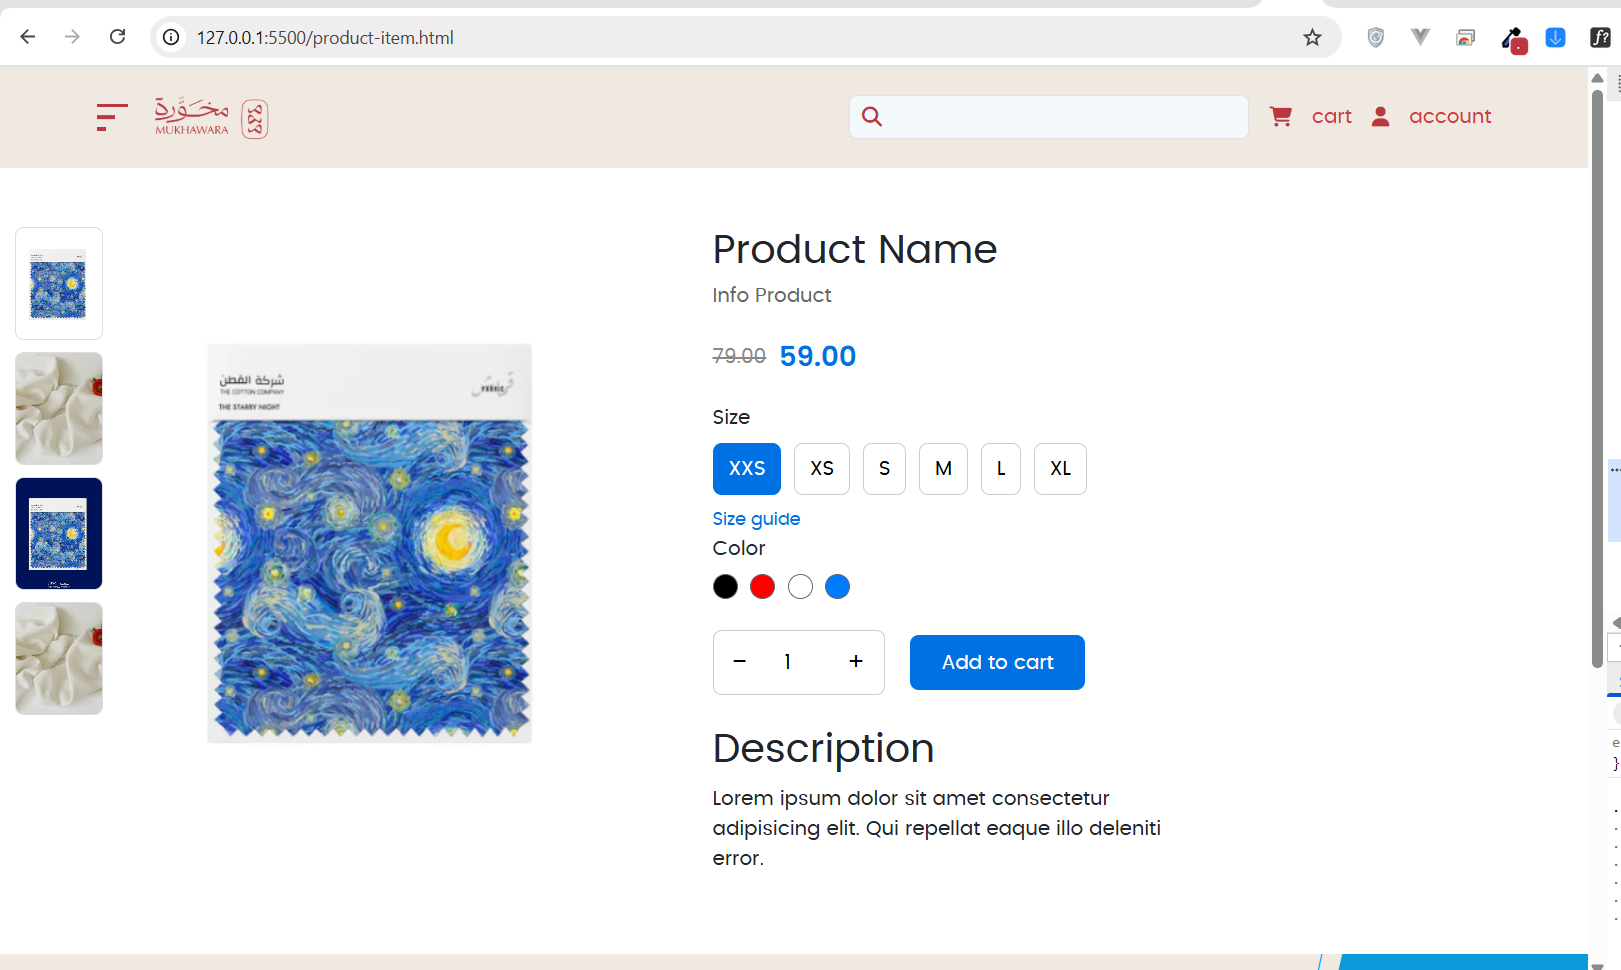 127.0.0.1:5500/product-item.html
مخورة
MUKHAWARA
cart
account
Product Name
Info Product
79.00 59.00
شركة القطن
THE COTTON COMPANY
THE STARRY NIGHT
FABRIC
Size
XXS XS S M L XL
Size guide
Color
− 1 +
Add to cart
Description
Lorem ipsum dolor sit amet consectetur
adipisicing elit. Qui repellat eaque illo deleniti
error.